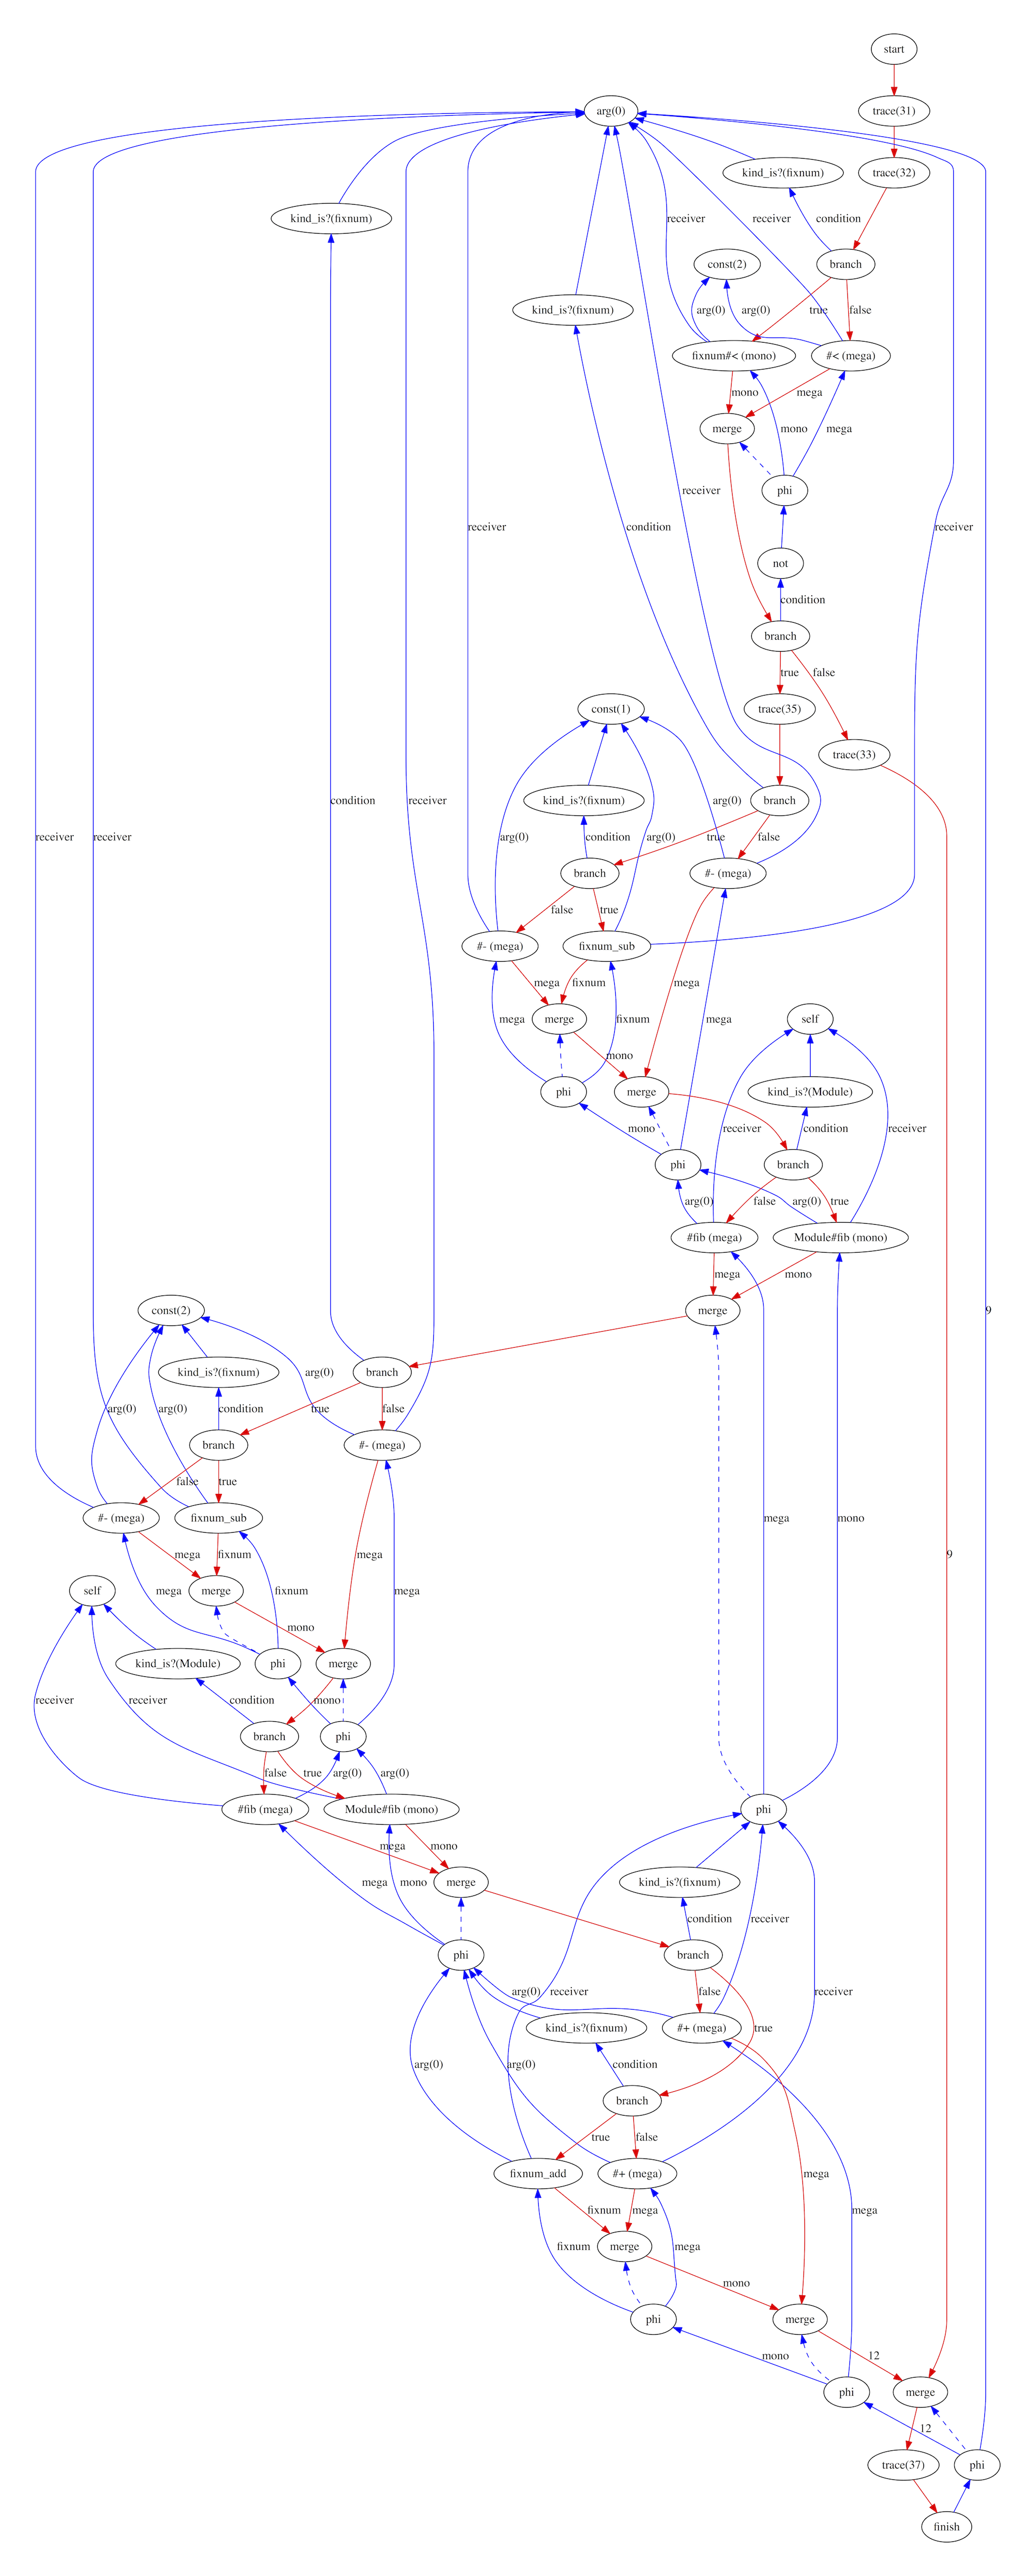 start
arg(0)
trace(31)
kind_is?(fixnum)
trace(32)
kind_is?(fixnum)
receiver
receiver
condition
const(2)
branch
kind_is?(fixnum)
arg(0)
arg(0)
true
false
fixnum#< (mono)
#< (mega)
mono
mega
merge
mono
mega
receiver
phi
receiver
condition
receiver
not
condition
branch
true
false
const(1)
trace(35)
trace(33)
condition
receiver
kind_is?(fixnum)
arg(0)
branch
receiver
receiver
arg(0)
condition
arg(0)
true
false
branch
#- (mega)
false
true
#- (mega)
fixnum_sub
mega
fixnum
mega
mega
fixnum
mega
merge
self
mono
phi
merge
kind_is?(Module)
mono
receiver
condition
receiver
phi
branch
arg(0)
false
arg(0)
true
#fib (mega)
Module#fib (mono)
mega
mono
const(2)
merge
9
kind_is?(fixnum)
arg(0)
branch
arg(0)
arg(0)
condition
true
false
branch
#- (mega)
false
true
#- (mega)
fixnum_sub
mega
mono
mega
fixnum
mega
9
self
mega
merge
fixnum
mega
mono
kind_is?(Module)
phi
merge
receiver
receiver
condition
mono
branch
phi
false
true
arg(0)
arg(0)
#fib (mega)
Module#fib (mono)
phi
mega
mono
mega
mono
merge
kind_is?(fixnum)
condition
receiver
phi
branch
arg(0)
receiver
false
receiver
kind_is?(fixnum)
#+ (mega)
true
arg(0)
arg(0)
condition
branch
true
false
fixnum_add
#+ (mega)
mega
fixnum
mega
mega
fixnum
merge
mega
mono
phi
merge
mono
12
phi
merge
12
trace(37)
phi
finish